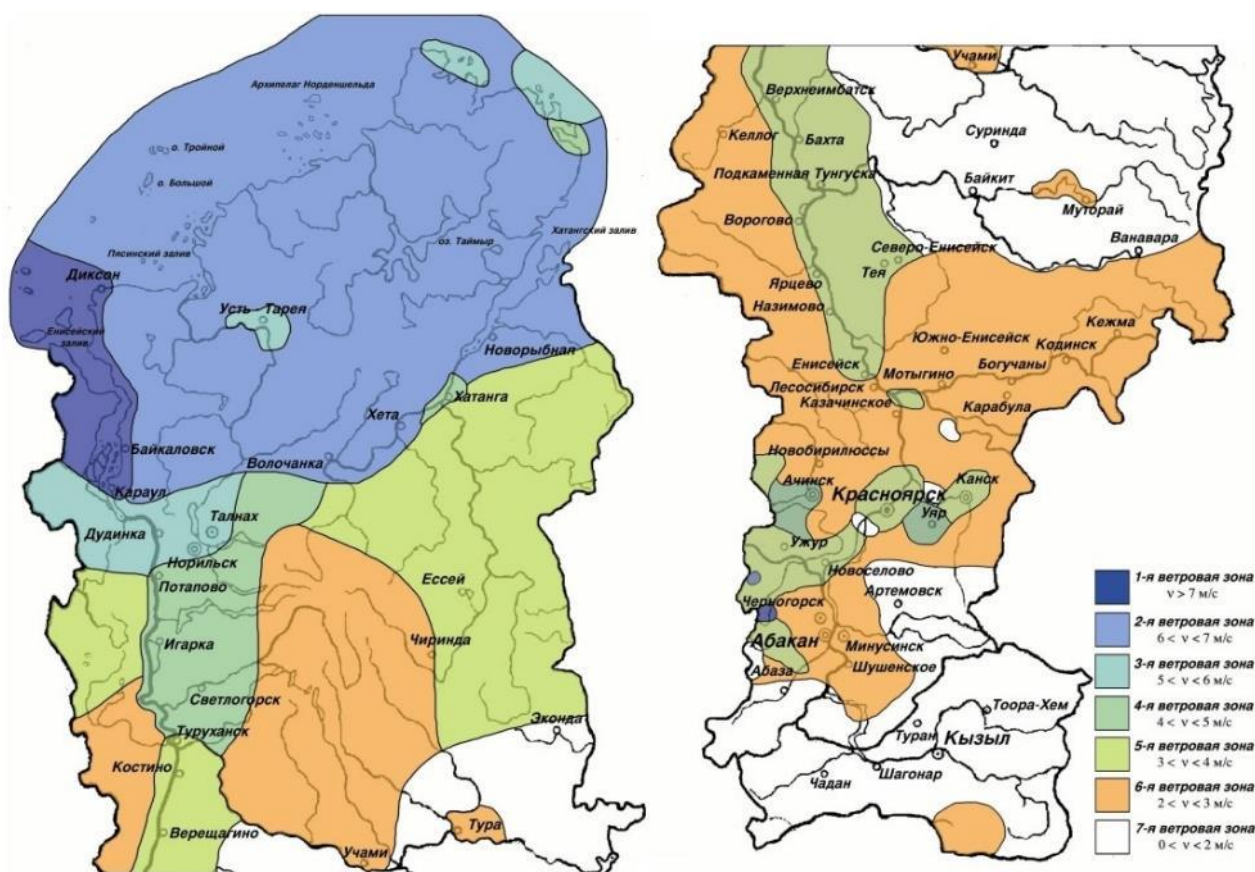 Архипелаг Норденшельда
о. Тройной
о. Большой
Пясинский залив
оз. Таймыр
Хатангский залив
Диксон
Енисейский
залив
Усть - Тарея
Новорыбная
Хатанга
Хета
Байкаловск
Волочанка
Караул
Талнах
Дудинка
Норильск
Потапово
Ессей
Игарка
Чиринда
Светлогорск
Туруханск
Эконда
Костино
Верещагино
Тура
Учами
Учами
Верхнеимбатск
Келлог
Бахта
Суринда
Подкаменная Тунгуска
Байкит
Муторай
Ворогово
Ванавара
Северо-Енисейск
Тея
Ярцево
Назимово
Кежма
Южно-Енисейск
Кодинск
Енисейск
Мотыгино
Богучаны
Лесосибирск
Казачинское
Карабула
Новобирилюссы
Ачинск
Красноярск
Канск
Уяр
Ужур
Новоселово
Артемовск
Черногорск
Абакан
Минусинск
Абаза
Шушенское
Тоора-Хем
Туран
Кызыл
Шагонар
Чадан
1-я ветровая зона
v > 7 м/с
2-я ветровая зона
6 < v < 7 м/с
3-я ветровая зона
5 < v < 6 м/с
4-я ветровая зона
4 < v < 5 м/с
5-я ветровая зона
3 < v < 4 м/с
6-я ветровая зона
2 < v < 3 м/с
7-я ветровая зона
0 < v < 2 м/с